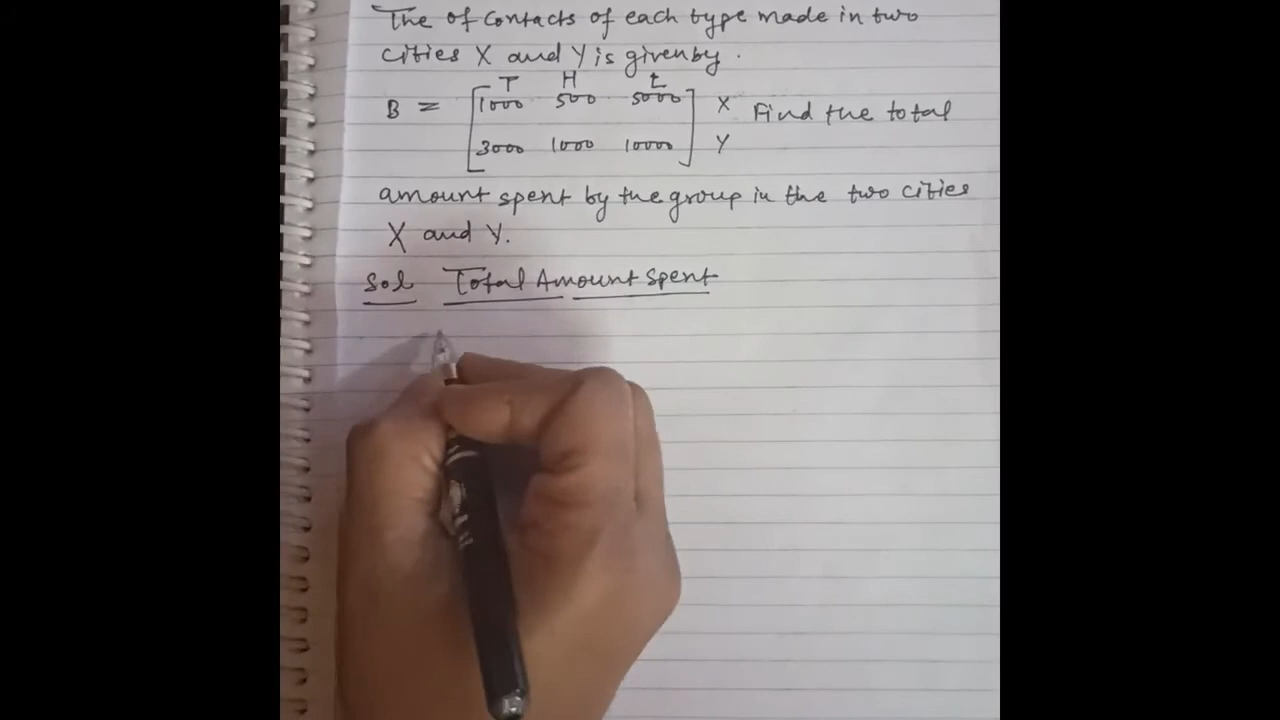 The of contacts of each type made in two
cities X and Y is given by.
T H L
B = [1000 500 5000] X Find the total
[3000 1000 10000] Y
amount spent by the group in the two cities
X and Y.
Sol Total Amount Spent